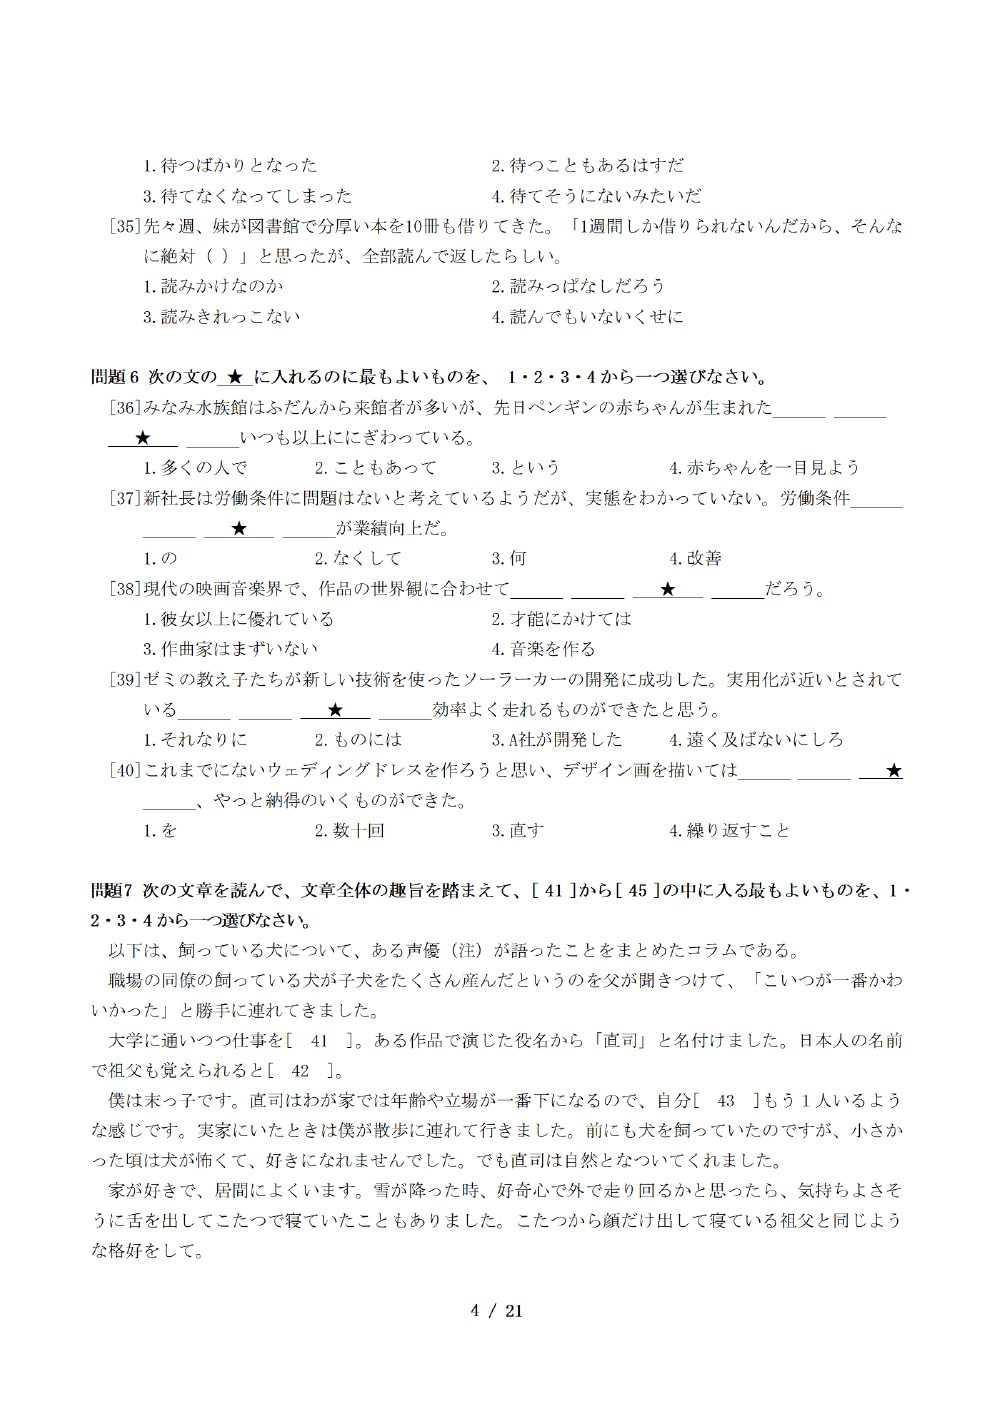 1.待つばかりとなった 2.待つこともあるはすだ
3.待てなくなってしまった 4.待てそうにないみたいだ
[35]先々週、妹が図書館で分厚い本を10冊も借りてきた。「1週間しか借りられないんだから、そんな
に絶対（ ）」と思ったが、全部読んで返したらしい。
1.読みかけなのか 2.読みっぱなしだろう
3.読みきれっこない 4.読んでもいないくせに
問題6 次の文の ★ に入れるのに最もよいものを、 1・2・3・4から一つ選びなさい。
[36]みなみ水族館はふだんから来館者が多いが、先日ペンギンの赤ちゃんが生まれた______ ______
___★___ ______いつも以上ににぎわっている。
1.多くの人で 2.こともあって 3.という 4.赤ちゃんを一目見よう
[37]新社長は労働条件に問題はないと考えているようだが、実態をわかっていない。労働条件______
______ ___★___ ______が業績向上だ。
1.の 2.なくして 3.何 4.改善
[38]現代の映画音楽界で、作品の世界観に合わせて______ ______ ___★___ ______だろう。
1.彼女以上に優れている 2.才能にかけては
3.作曲家はまずいない 4.音楽を作る
[39]ゼミの教え子たちが新しい技術を使ったソーラーカーの開発に成功した。実用化が近いとされて
いる______ ______ ___★___ ______効率よく走れるものができたと思う。
1.それなりに 2.ものには 3.A社が開発した 4.遠く及ばないにしろ
[40]これまでにないウェディングドレスを作ろうと思い、デザイン画を描いては______ ______ ___★
______、やっと納得のいくものができた。
1.を 2.数十回 3.直す 4.繰り返すこと
問題7 次の文章を読んで、文章全体の趣旨を踏まえて、[ 41 ]から[ 45 ]の中に入る最もよいものを、1・
2・3・4から一つ選びなさい。
以下は、飼っている犬について、ある声優（注）が語ったことをまとめたコラムである。
職場の同僚の飼っている犬が子犬をたくさん産んだというのを父が聞きつけて、「こいつが一番かわ
いかった」と勝手に連れてきました。
大学に通いつつ仕事を[ 41 ]。ある作品で演じた役名から「直司」と名付けました。日本人の名前
で祖父も覚えられると[ 42 ]。
僕は末っ子です。直司はわが家では年齢や立場が一番下になるので、自分[ 43 ]もう１人いるよう
な感じです。実家にいたときは僕が散歩に連れて行きました。前にも犬を飼っていたのですが、小さか
った頃は犬が怖くて、好きになれませんでした。でも直司は自然となついてくれました。
家が好きで、居間によくいます。雪が降った時、好奇心で外で走り回るかと思ったら、気持ちよさそ
うに舌を出してこたつで寝ていたこともありました。こたつから顔だけ出して寝ている祖父と同じよう
な格好をして。
4 / 21